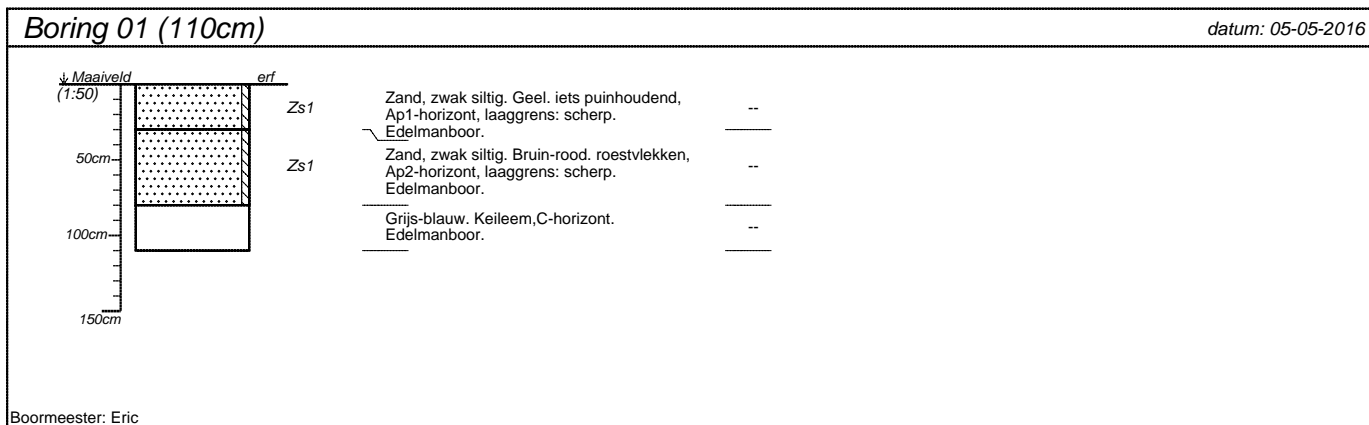 Boring 01 (110cm)
datum: 05-05-2016
Maaiveld
erf
(1:50)
Zs1
Zand, zwak siltig. Geel. iets puinhoudend,
Ap1-horizont, laaggrens: scherp.
Edelmanboor.
--
50cm
Zs1
Zand, zwak siltig. Bruin-rood. roestvlekken,
Ap2-horizont, laaggrens: scherp.
Edelmanboor.
--
100cm
Grijs-blauw. Keileem,C-horizont.
Edelmanboor.
--
150cm
Boormeester: Eric